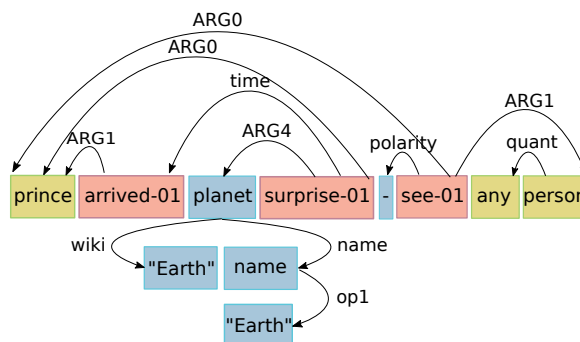 ARG0
ARG0
time
ARG1
ARG1
ARG4
polarity
quant
prince arrived-01 planet surprise-01 - see-01 any person
wiki
name
"Earth" name
op1
"Earth"